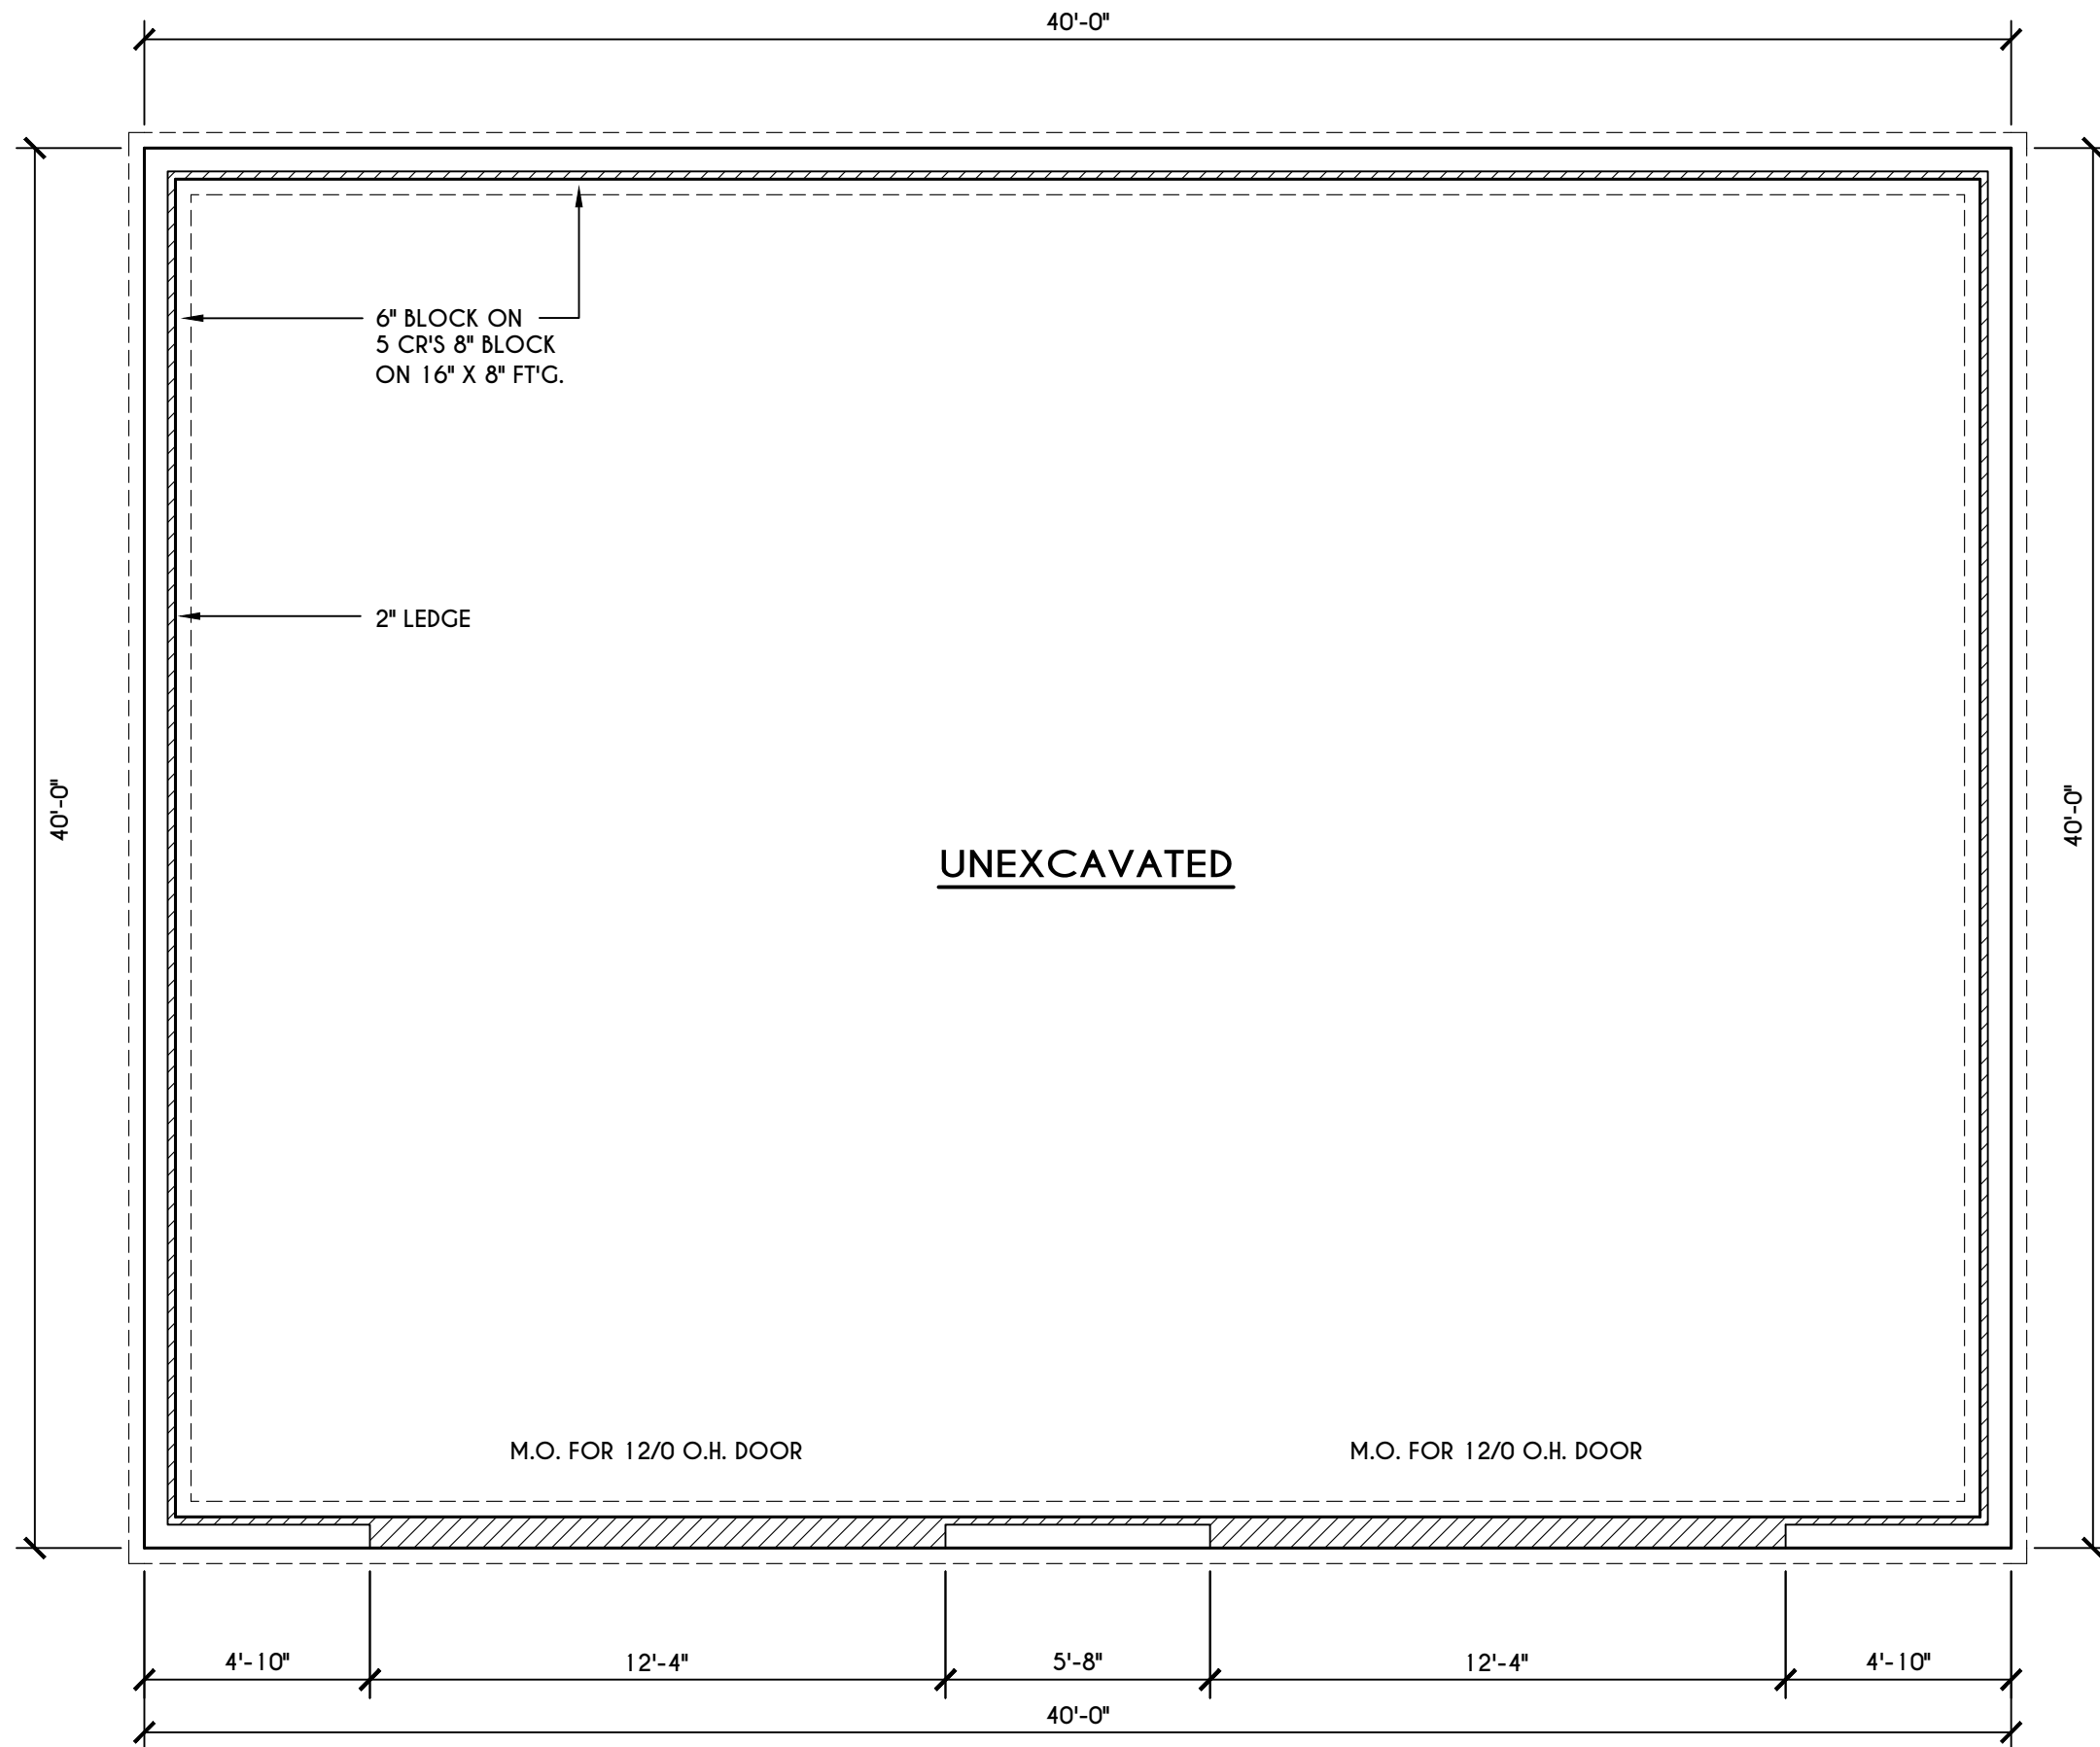 40'-0"
6" BLOCK ON
5 CR'S 8" BLOCK
ON 16" X 8" FT'G.
2" LEDGE
40'-0"
40'-0"
UNEXCAVATED
M.O. FOR 12/0 O.H. DOOR
M.O. FOR 12/0 O.H. DOOR
4'-10"
12'-4"
5'-8"
12'-4"
4'-10"
40'-0"